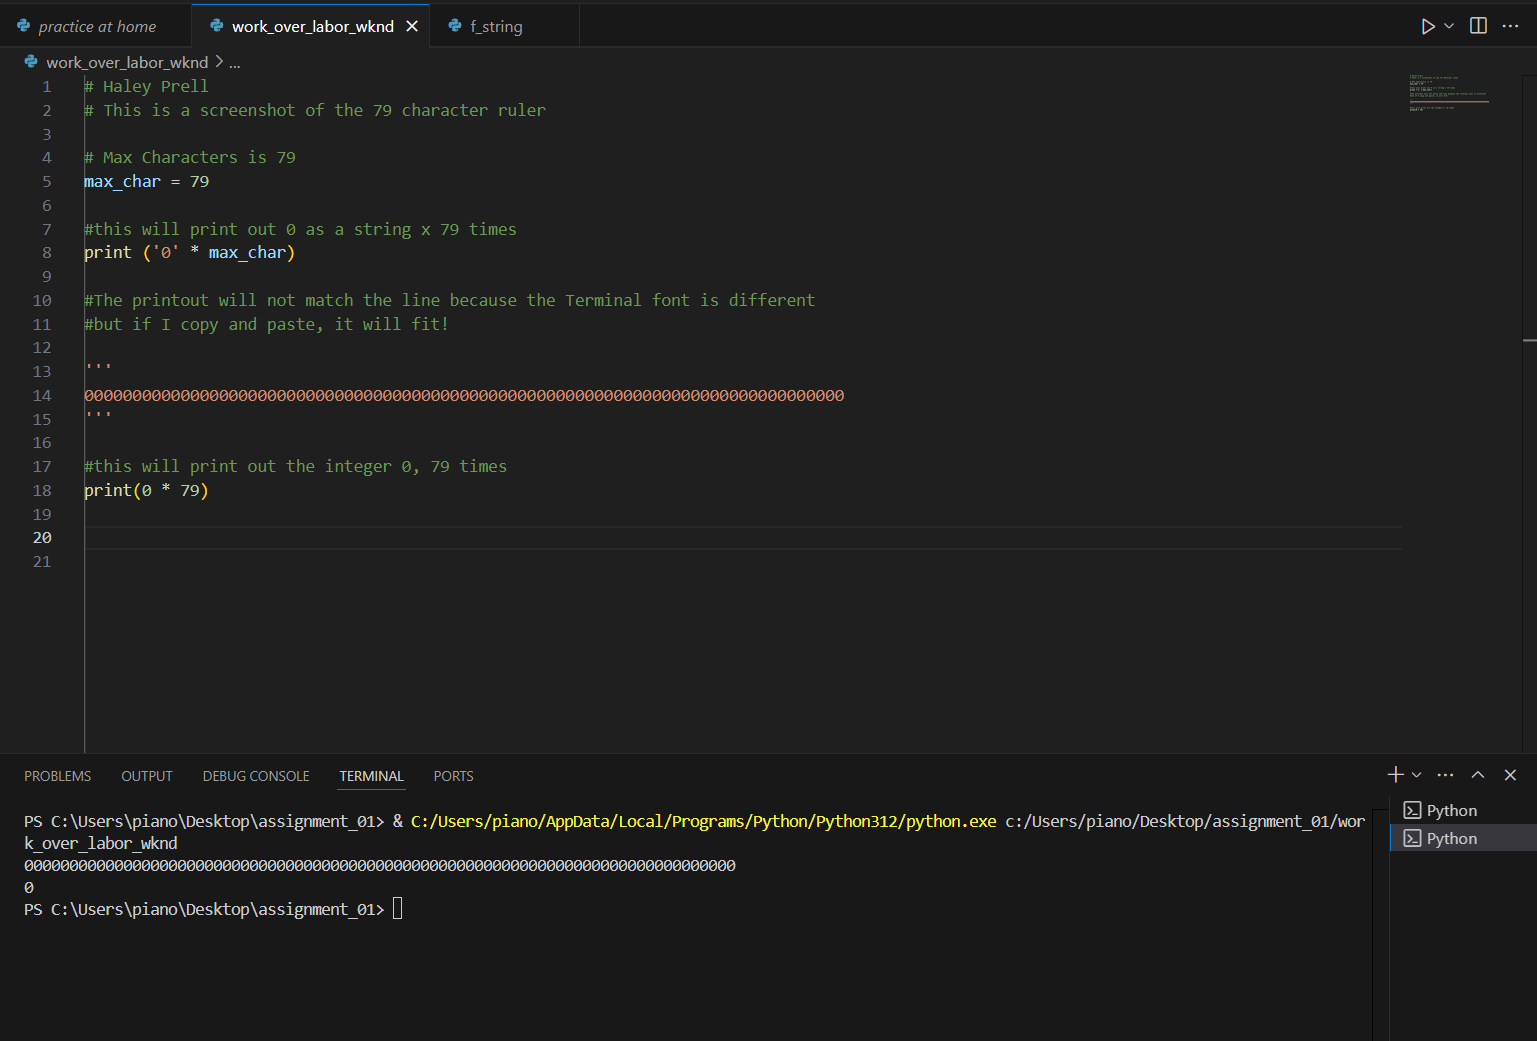 practice at home
work_over_labor_wknd
f_string
work_over_labor_wknd > ...
1 # Haley Prell
2 # This is a screenshot of the 79 character ruler
3
4 # Max Characters is 79
5 max_char = 79
6
7 #this will print out 0 as a string x 79 times
8 print ('0' * max_char)
9
10 #The printout will not match the line because the Terminal font is different
11 #but if I copy and paste, it will fit!
12
13 '''
14 0000000000000000000000000000000000000000000000000000000000000000000000000000000
15 '''
16
17 #this will print out the integer 0, 79 times
18 print(0 * 79)
19
20
21
PROBLEMS OUTPUT DEBUG CONSOLE TERMINAL PORTS
PS C:\Users\piano\Desktop\assignment_01> & C:/Users/piano/AppData/Local/Programs/Python/Python312/python.exe c:/Users/piano/Desktop/assignment_01/wor
k_over_labor_wknd
0000000000000000000000000000000000000000000000000000000000000000000000000000000
0
PS C:\Users\piano\Desktop\assignment_01>
Python
Python